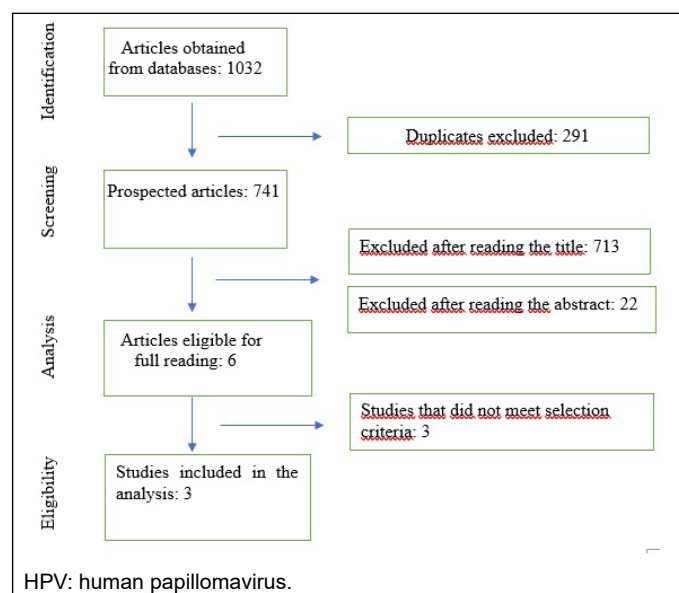 Identification
Articles obtained
from databases: 1032
Duplicates excluded: 291
Screening
Prospected articles: 741
Excluded after reading the title: 713
Excluded after reading the abstract: 22
Analysis
Articles eligible for
full reading: 6
Studies that did not meet selection
criteria: 3
Eligibility
Studies included in the
analysis: 3
HPV: human papillomavirus.